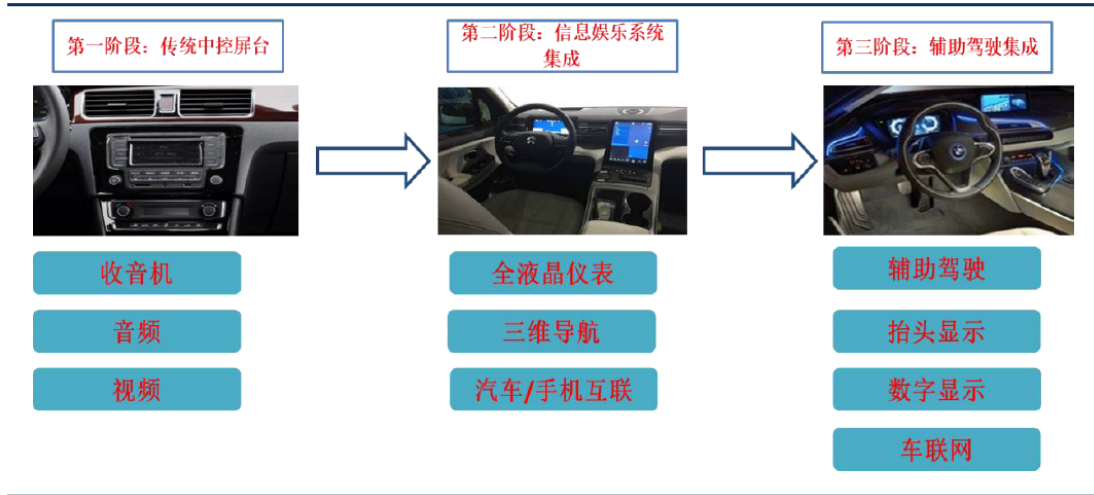 第一阶段：传统中控屏台
第二阶段：信息娱乐系统
集成
第三阶段：辅助驾驶集成
收音机
音频
视频
全液晶仪表
三维导航
汽车/手机互联
辅助驾驶
抬头显示
数字显示
车联网